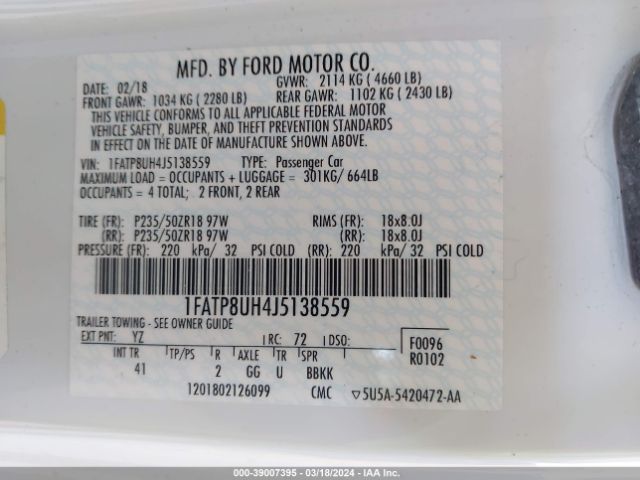 MFD. BY FORD MOTOR CO.
DATE: 02/18 GVWR: 2114 KG ( 4660 LB)
FRONT GAWR: 1034 KG ( 2280 LB) REAR GAWR: 1102 KG ( 2430 LB)
THIS VEHICLE CONFORMS TO ALL APPLICABLE FEDERAL MOTOR
VEHICLE SAFETY, BUMPER, AND THEFT PREVENTION STANDARDS
IN EFFECT ON THE DATE OF MANUFACTURE SHOWN ABOVE.
VIN: 1FATP8UH4J5138559 TYPE: Passenger Car
MAXIMUM LOAD = OCCUPANTS + LUGGAGE = 301KG/ 664LB
OCCUPANTS = 4 TOTAL; 2 FRONT, 2 REAR
TIRE (FR): P235/50ZR18 97W RIMS (FR): 18x8.0J
(RR): P235/50ZR18 97W (RR): 18x8.0J
PRESSURE (FR): 220 kPa/ 32 PSI COLD (RR): 220 kPa/ 32 PSI COLD
1FATP8UH4J5138559
TRAILER TOWING - SEE OWNER GUIDE
EXT PNT: YZ RC: 72 DSO: F0096
INT TR TP/PS R AXLE TR SPR R0102
41 2 GG U BBKK
1201802126099 CMC ▽5U5A-5420472-AA
000-39007395 - 03/18/2024 - IAAI.COM